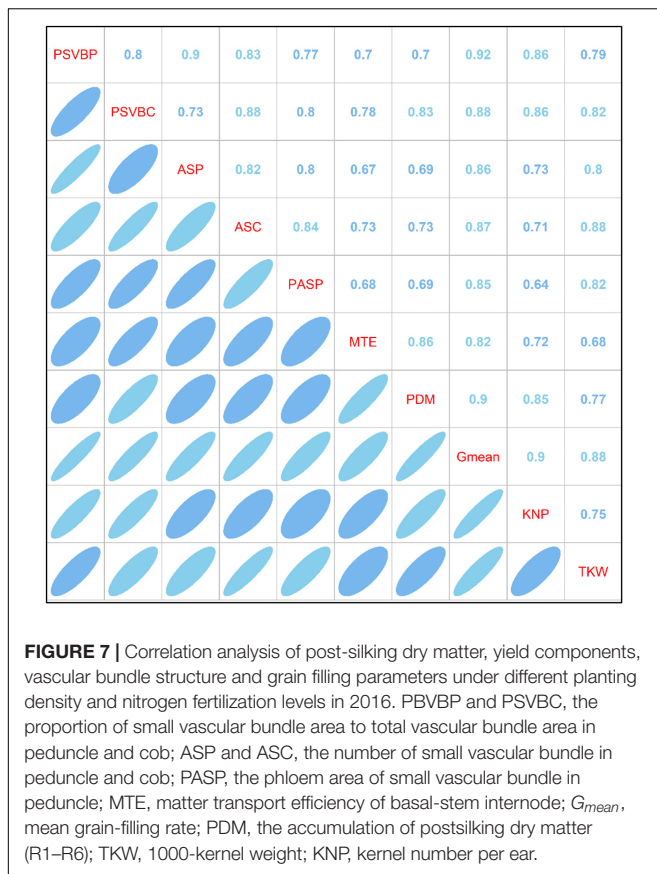 PSVBP 0.8 0.9 0.83 0.77 0.7 0.7 0.92 0.86 0.79
PSVBC 0.73 0.88 0.8 0.78 0.83 0.88 0.86 0.82
ASP 0.82 0.8 0.67 0.69 0.86 0.73 0.8
ASC 0.84 0.73 0.73 0.87 0.71 0.88
PASP 0.68 0.69 0.85 0.64 0.82
MTE 0.86 0.82 0.72 0.68
PDM 0.9 0.85 0.77
Gmean 0.9 0.88
KNP 0.75
TKW
FIGURE 7 | Correlation analysis of post-silking dry matter, yield components,
vascular bundle structure and grain filling parameters under different planting
density and nitrogen fertilization levels in 2016. PBVBP and PSVBC, the
proportion of small vascular bundle area to total vascular bundle area in
peduncle and cob; ASP and ASC, the number of small vascular bundle in
peduncle and cob; PASP, the phloem area of small vascular bundle in
peduncle; MTE, matter transport efficiency of basal-stem internode; Gmean,
mean grain-filling rate; PDM, the accumulation of postsilking dry matter
(R1–R6); TKW, 1000-kernel weight; KNP, kernel number per ear.